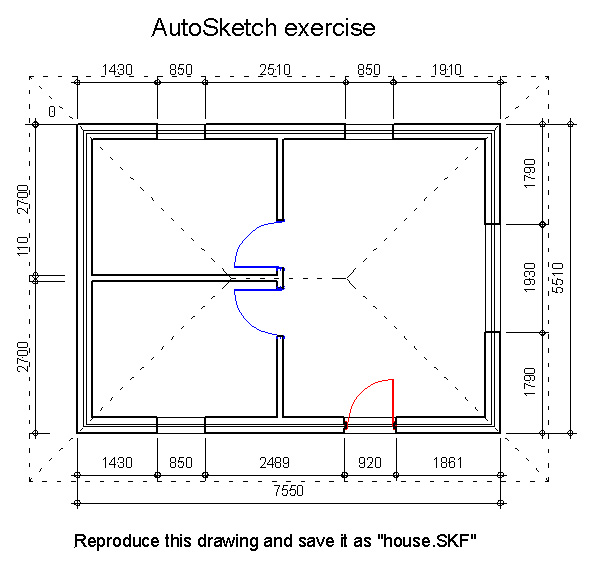 AutoSketch exercise
1430 850 2510 850 1910
0
2700
110
2700
1790
1930
1790
5510
1430 850 2489 920 1861
7550
Reproduce this drawing and save it as "house.SKF"